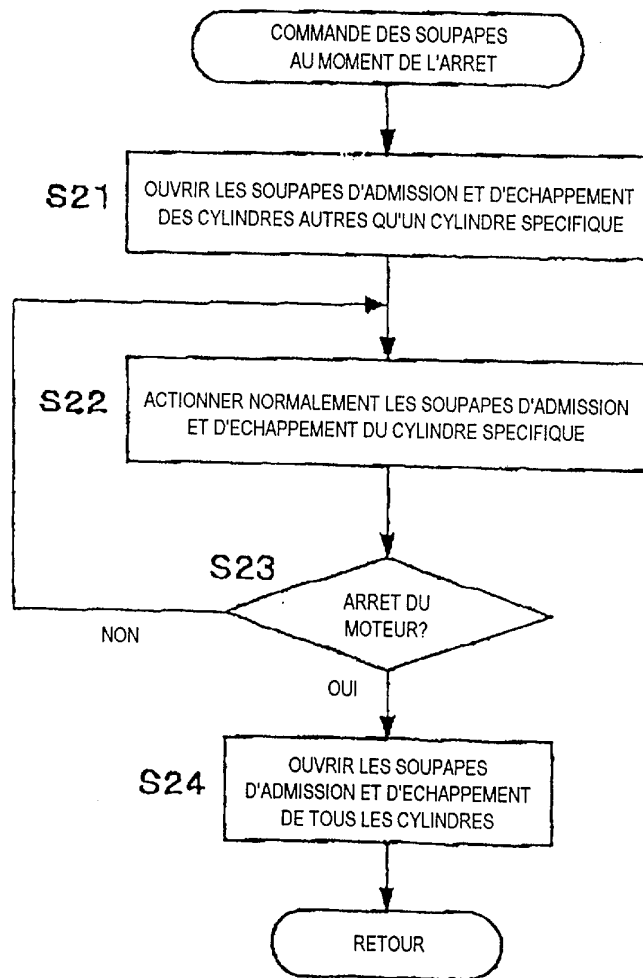 COMMANDE DES SOUPAPES
AU MOMENT DE L'ARRET
S21
OUVRIR LES SOUPAPES D'ADMISSION ET D'ECHAPPEMENT
DES CYLINDRES AUTRES QU'UN CYLINDRE SPECIFIQUE
S22
ACTIONNER NORMALEMENT LES SOUPAPES D'ADMISSION
ET D'ECHAPPEMENT DU CYLINDRE SPECIFIQUE
S23
ARRET DU
MOTEUR?
NON
OUI
S24
OUVRIR LES SOUPAPES
D'ADMISSION ET D'ECHAPPEMENT
DE TOUS LES CYLINDRES
RETOUR